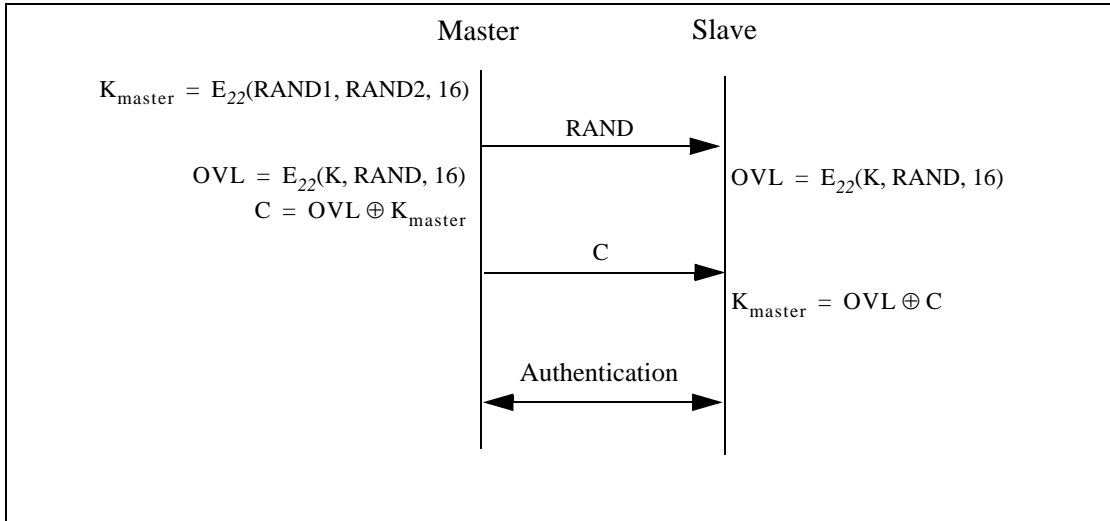 Master Slave
K_master = E_22(RAND1, RAND2, 16)
RAND
OVL = E_22(K, RAND, 16) OVL = E_22(K, RAND, 16)
C = OVL ⊕ K_master
C
K_master = OVL ⊕ C
Authentication